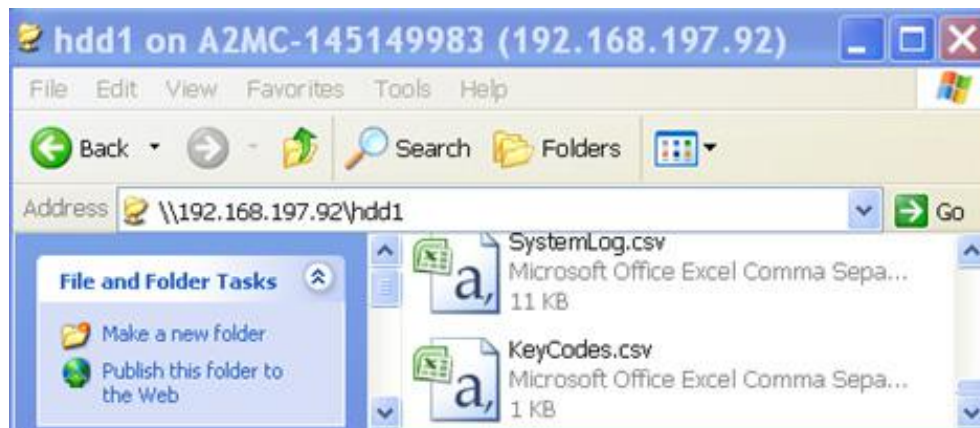 hdd1 on A2MC-145149983 (192.168.197.92)
File Edit View Favorites Tools Help
Back Search Folders
Address \\192.168.197.92\hdd1 Go
File and Folder Tasks
Make a new folder
Publish this folder to
the Web
SystemLog.csv
Microsoft Office Excel Comma Sepa...
11 KB
KeyCodes.csv
Microsoft Office Excel Comma Sepa...
1 KB